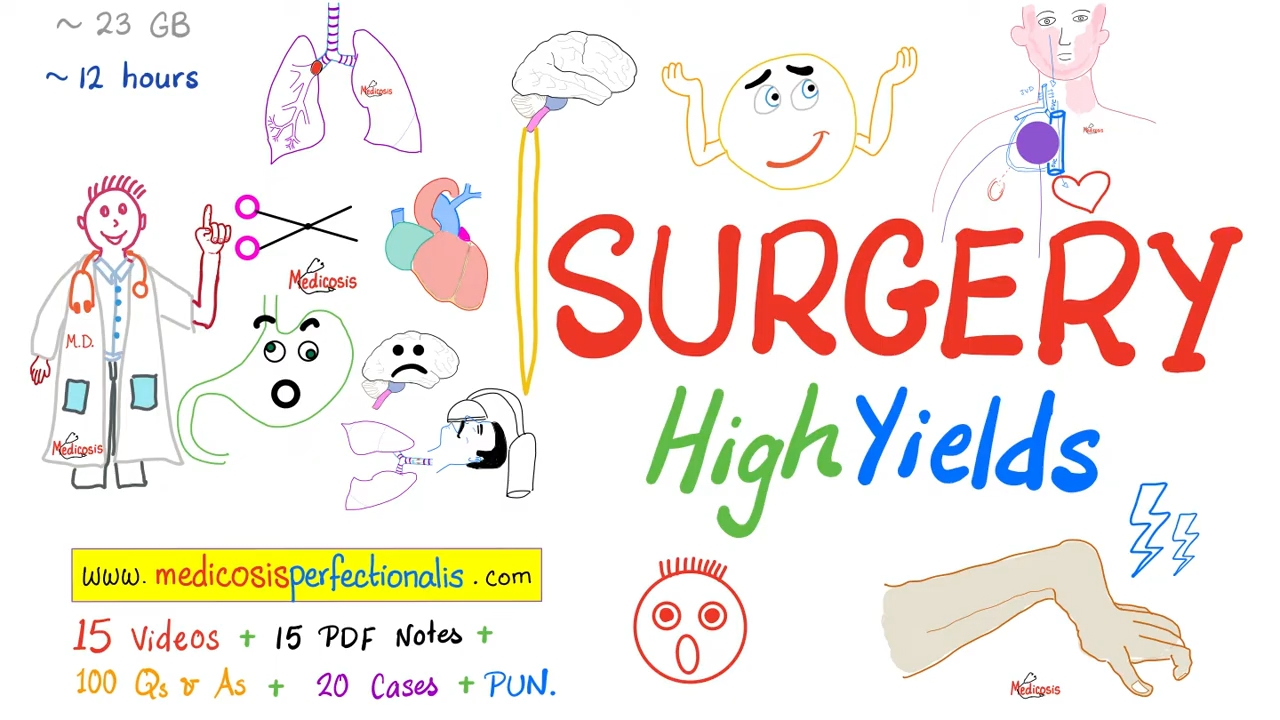 ~ 23 GB
~ 12 hours
Medicosis
Medicosis
Medicosis
M.D.
Medicosis
SURGERY
High Yields
www.medicosisperfectionalis.com
15 Videos + 15 PDF Notes +
100 Qs & As + 20 Cases + PUN.
Medicosis